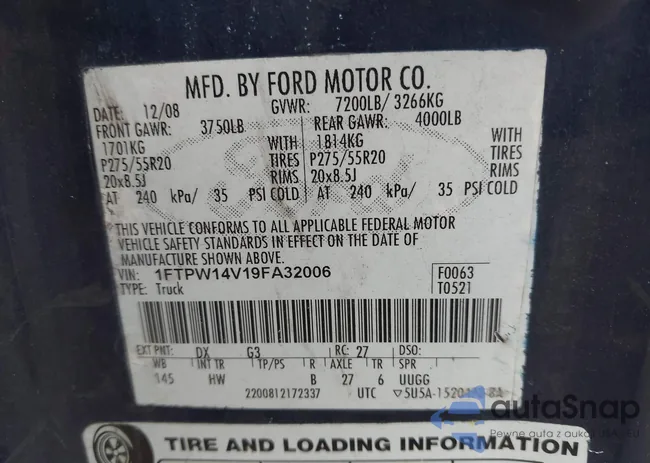 MFD. BY FORD MOTOR CO.
DATE: 12/08 GVWR: 7200LB/ 3266KG
FRONT GAWR: 3750LB REAR GAWR: 4000LB
1701KG WITH 1814KG WITH
P275/55R20 TIRES P275/55R20 TIRES
20x8.5J RIMS 20x8.5J RIMS
AT 240 kPa/ 35 PSI COLD AT 240 kPa/ 35 PSI COLD
THIS VEHICLE CONFORMS TO ALL APPLICABLE FEDERAL MOTOR
VEHICLE SAFETY STANDARDS IN EFFECT ON THE DATE OF
MANUFACTURE SHOWN ABOVE.
VIN: 1FTPW14V19FA32006 F0063
TYPE: Truck T0521
EXT PNT: DX G3 RC: 27 DSO:
WB INT TR TP/PS R AXLE TR SPR
145 HW B 27 6 UUGG
2200812172337 UTC
autaSnap
Pewne auta z aukcji
TIRE AND LOADING INFORMATION